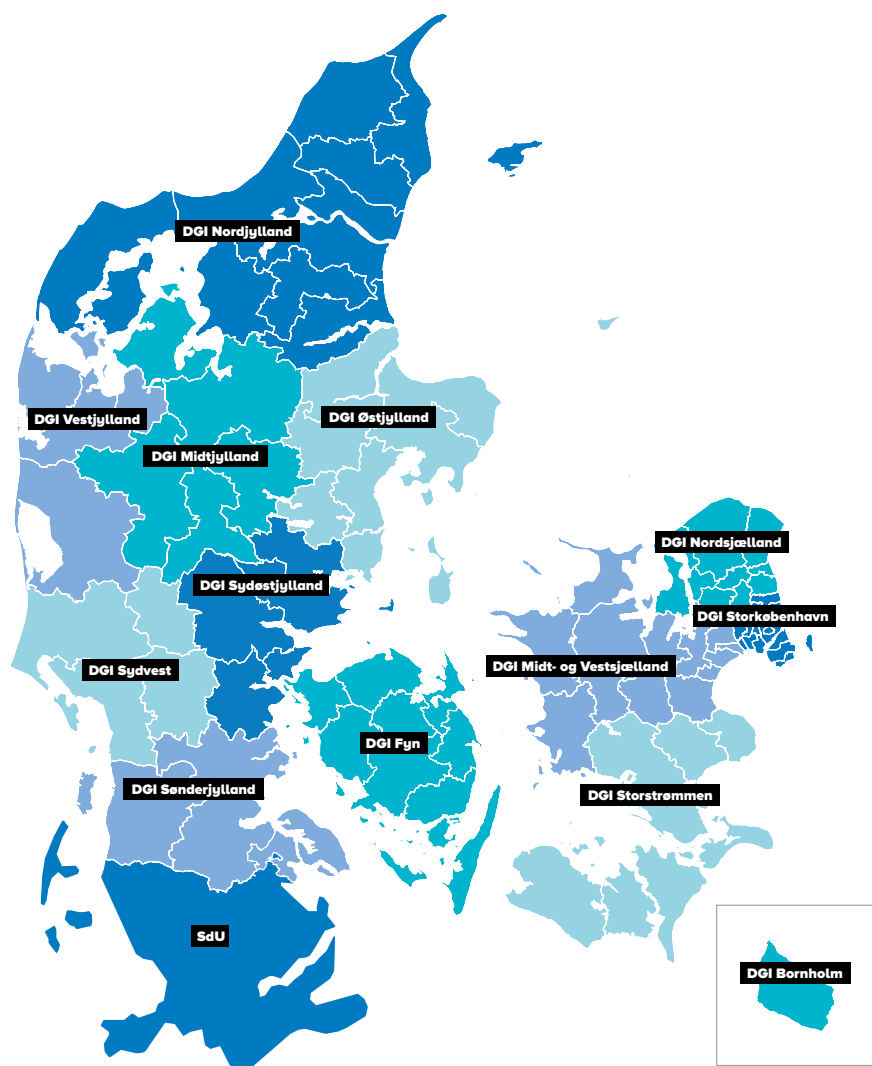 DGI Nordjylland
DGI Vestjylland
DGI Østjylland
DGI Midtjylland
DGI Nordsjælland
DGI Sydøstjylland
DGI Storkøbenhavn
DGI Midt- og Vestsjælland
DGI Sydvest
DGI Fyn
DGI Sønderjylland
DGI Storstrømmen
SdU
DGI Bornholm